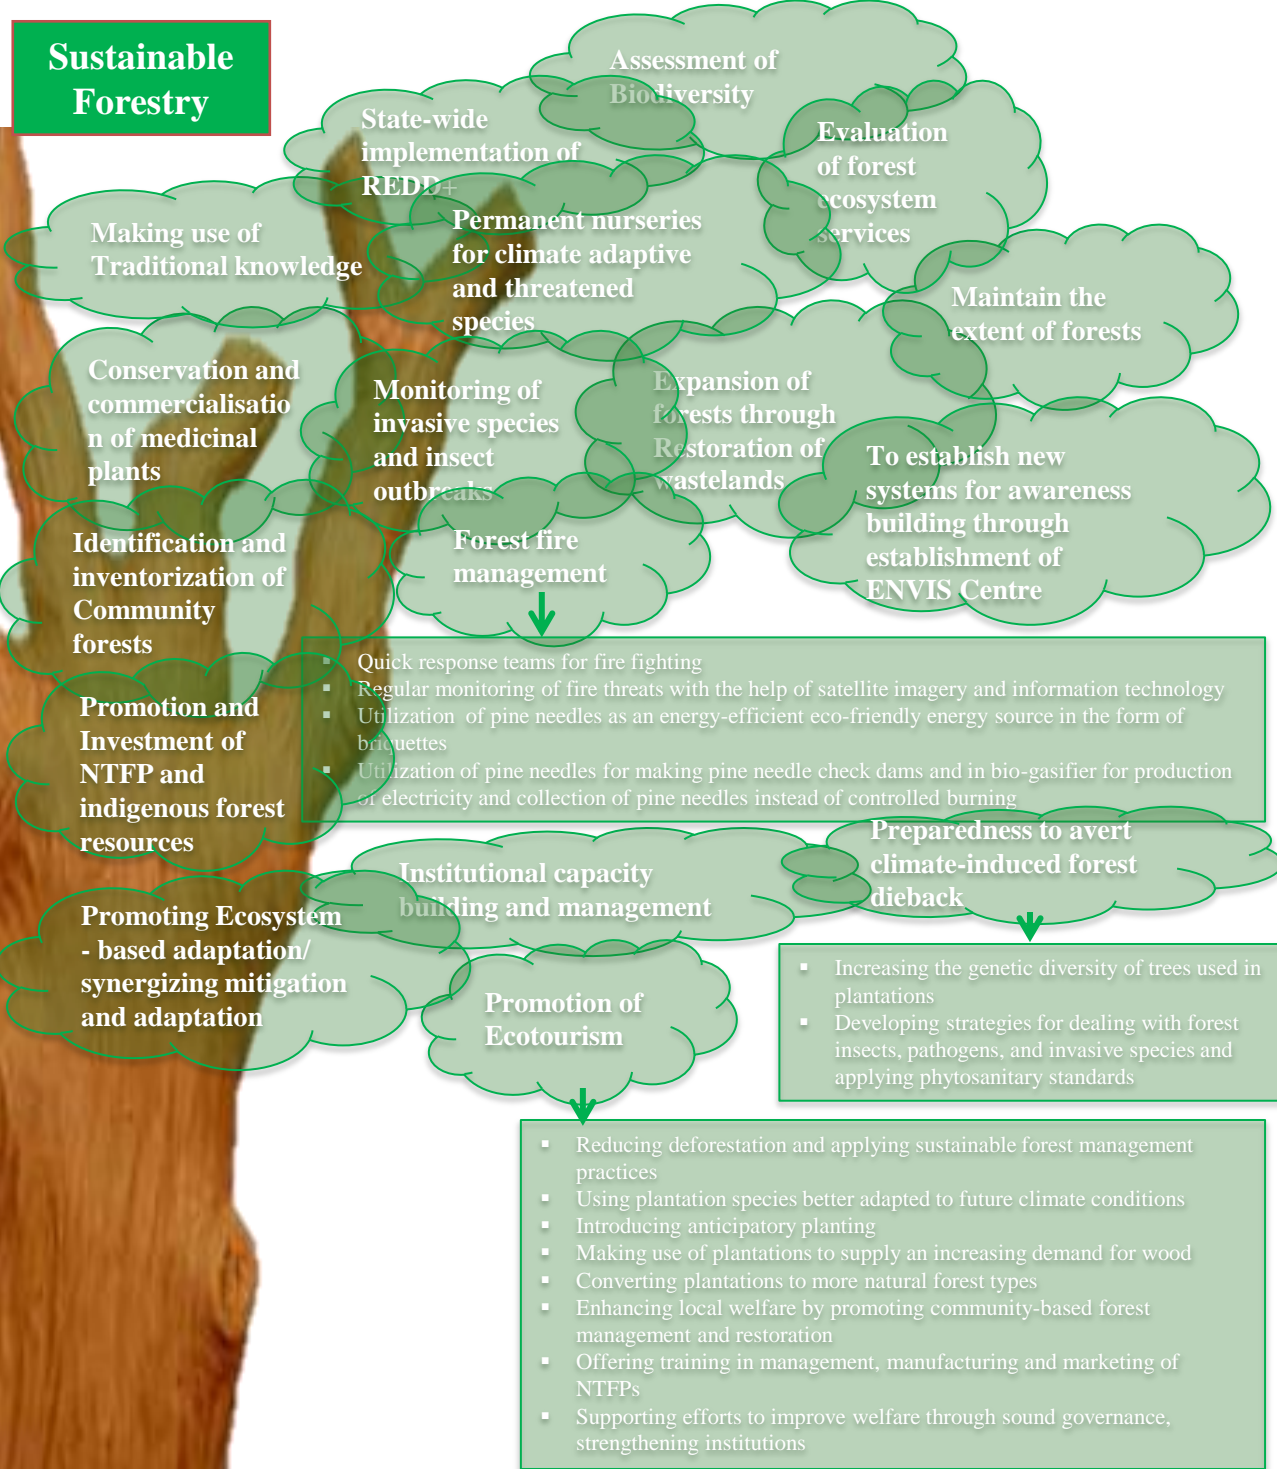 Sustainable
Forestry
Assessment of
Biodiversity
State-wide
implementation of
REDD+
Evaluation
of forest
ecosystem
services
Making use of
Traditional knowledge
Permanent nurseries
for climate adaptive
and threatened
species
Maintain the
extent of forests
Conservation and
commercialisatio
n of medicinal
plants
Monitoring of
invasive species
and insect
outbreaks
Expansion of
forests through
Restoration of
wastelands
To establish new
systems for awareness
building through
establishment of
ENVIS Centre
Identification and
inventorization of
Community
forests
Forest fire
management
▪ Quick response teams for fire fighting
▪ Regular monitoring of fire threats with the help of satellite imagery and information technology
▪ Utilization  of pine needles as an energy-efficient eco-friendly energy source in the form of
briquettes
▪ Utilization of pine needles for making pine needle check dams and in bio-gasifier for production
of electricity and collection of pine needles instead of controlled burning
Promotion and
Investment of
NTFP and
indigenous forest
resources
Institutional capacity
building and management
Preparedness to avert
climate-induced forest
dieback
Promoting Ecosystem
- based adaptation/
synergizing mitigation
and adaptation
▪ Increasing the genetic diversity of trees used in
plantations
▪ Developing strategies for dealing with forest
insects, pathogens, and invasive species and
applying phytosanitary standards
Promotion of
Ecotourism
▪ Reducing deforestation and applying sustainable forest management
practices
▪ Using plantation species better adapted to future climate conditions
▪ Introducing anticipatory planting
▪ Making use of plantations to supply an increasing demand for wood
▪ Converting plantations to more natural forest types
▪ Enhancing local welfare by promoting community-based forest
management and restoration
▪ Offering training in management, manufacturing and marketing of
NTFPs
▪ Supporting efforts to improve welfare through sound governance,
strengthening institutions